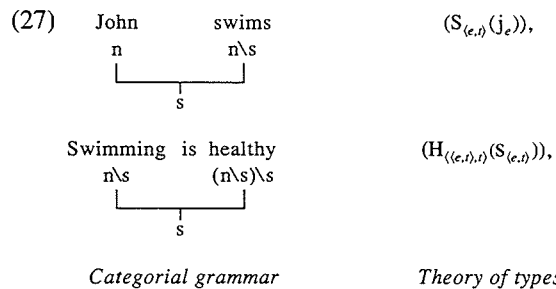 (27) John swims (S⟨e,t⟩(je))ₜ
n n\s
s
Swimming is healthy (H⟨⟨e,t⟩,t⟩(S⟨e,t⟩))ₜ
n\s (n\s)\s
s
Categorial grammar Theory of types